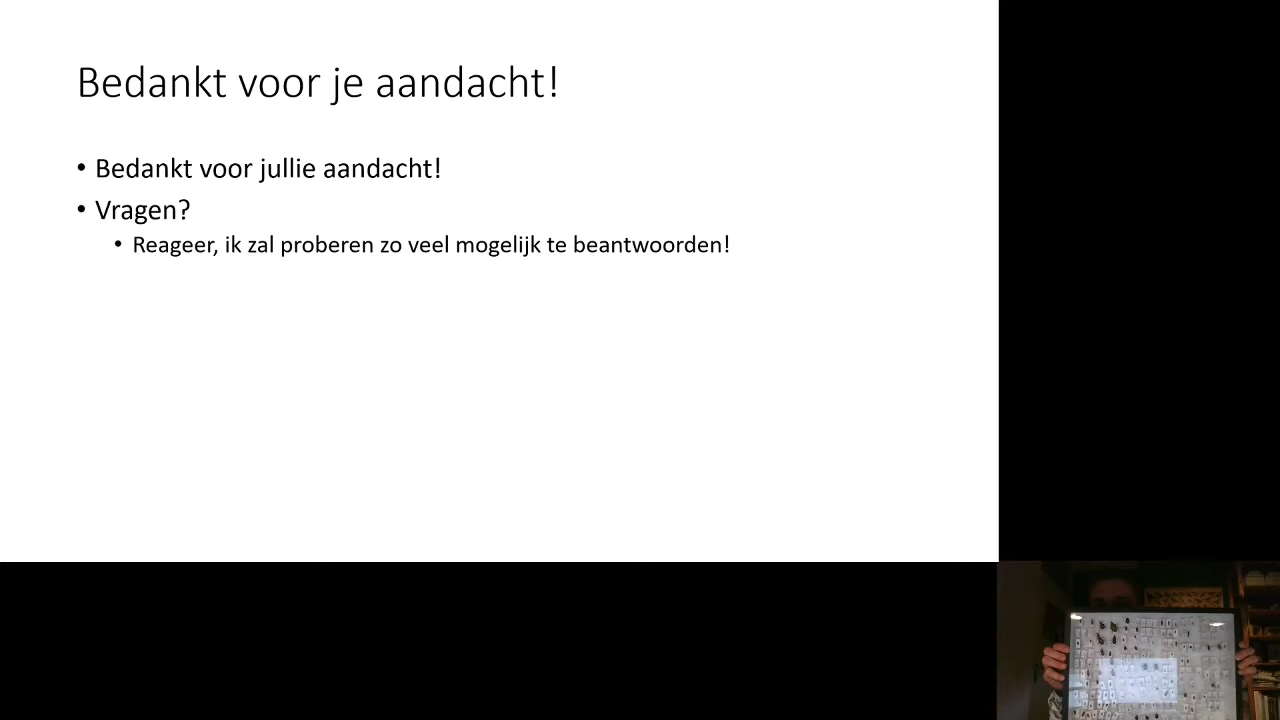 Bedankt voor je aandacht!
• Bedankt voor jullie aandacht!
• Vragen?
• Reageer, ik zal proberen zo veel mogelijk te beantwoorden!